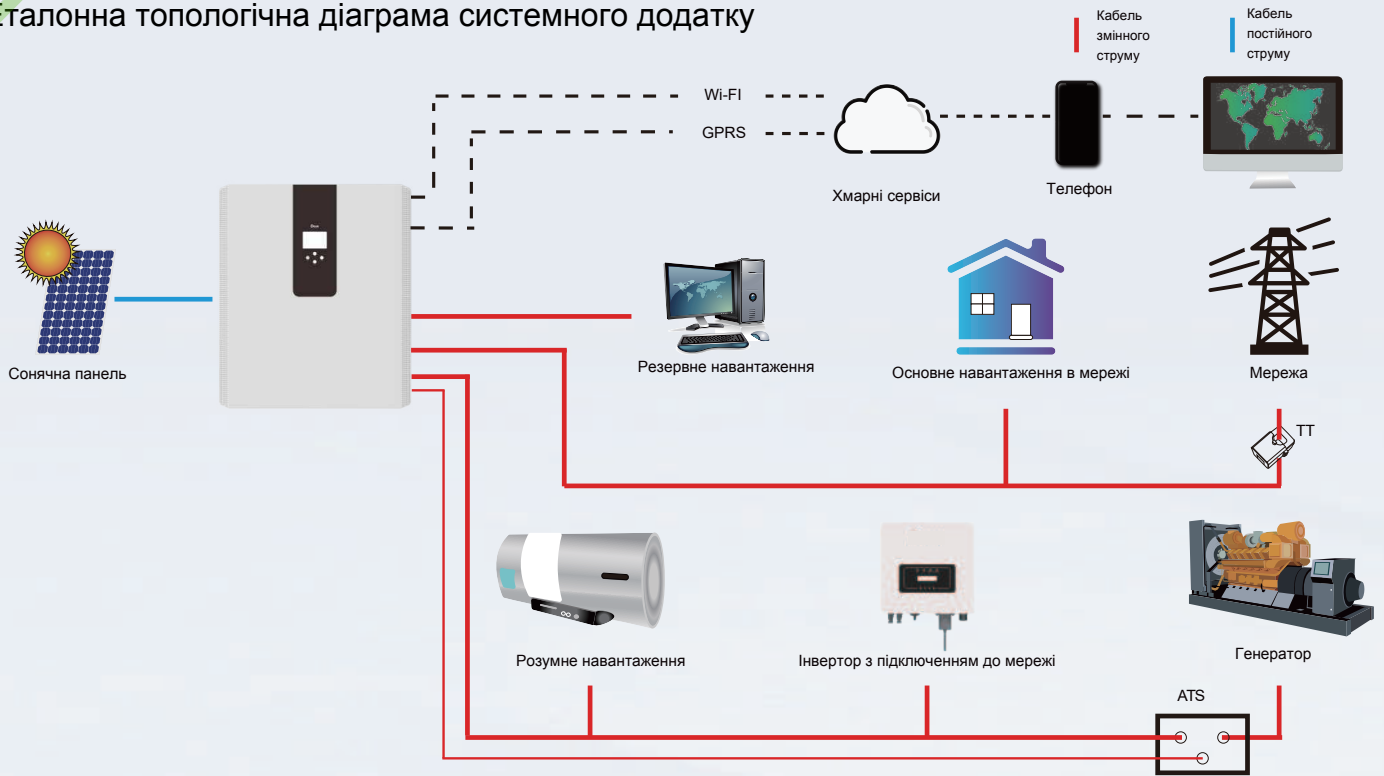 Еталонна топологічна діаграма системного додатку
Кабель
змінного
струму
Кабель
постійного
струму
Wi-FI
GPRS
Хмарні сервіси
Телефон
Сонячна панель
Резервне навантаження
Основне навантаження в мережі
Мережа
ТТ
Розумне навантаження
Інвертор з підключенням до мережі
Генератор
ATS